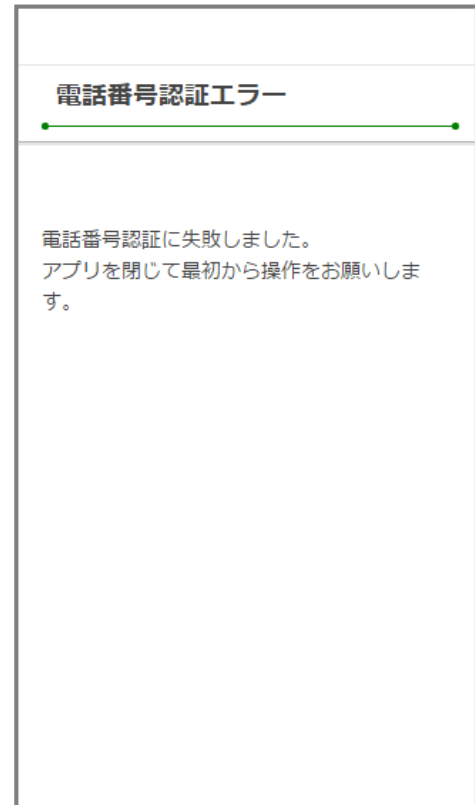 電話番号認証エラー
電話番号認証に失敗しました。
アプリを閉じて最初から操作をお願いしま
す。